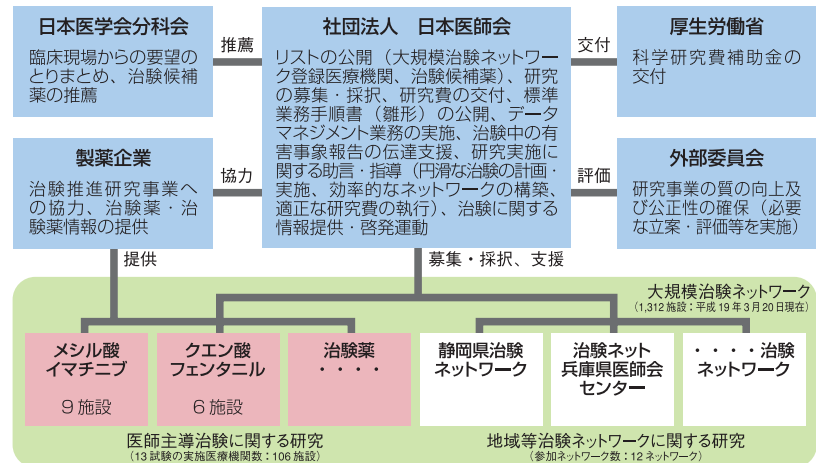 日本医学会分科会
臨床現場からの要望の
とりまとめ、治験候補
薬の推薦
推薦
社団法人　日本医師会
リストの公開（大規模治験ネットワー
ク登録医療機関、治験候補薬）、研究
の募集・採択、研究費の交付、標準
業務手順書（雛形）の公開、データ
マネジメント業務の実施、治験中の有
害事象報告の伝達支援、研究実施に
関する助言・指導（円滑な治験の計画・
実施、効率的なネットワークの構築、
適正な研究費の執行）、治験に関する
情報提供・啓発運動
交付
厚生労働省
科学研究費補助金の
交付
製薬企業
治験推進研究事業へ
の協力、治験薬・治
験薬情報の提供
協力
評価
外部委員会
研究事業の質の向上及
び公正性の確保（必要
な立案・評価等を実施）
提供
募集・採択、支援
大規模治験ネットワーク
（1,312施設：平成19年3月20日現在）
メシル酸
イマチニブ
9施設
クエン酸
フェンタニル
6施設
治験薬
・・・・
静岡県治験
ネットワーク
治験ネット
兵庫県医師会
センター
・・・・治験
ネットワーク
医師主導治験に関する研究
（13試験の実施医療機関数：106施設）
地域等治験ネットワークに関する研究
（参加ネットワーク数：12ネットワーク）